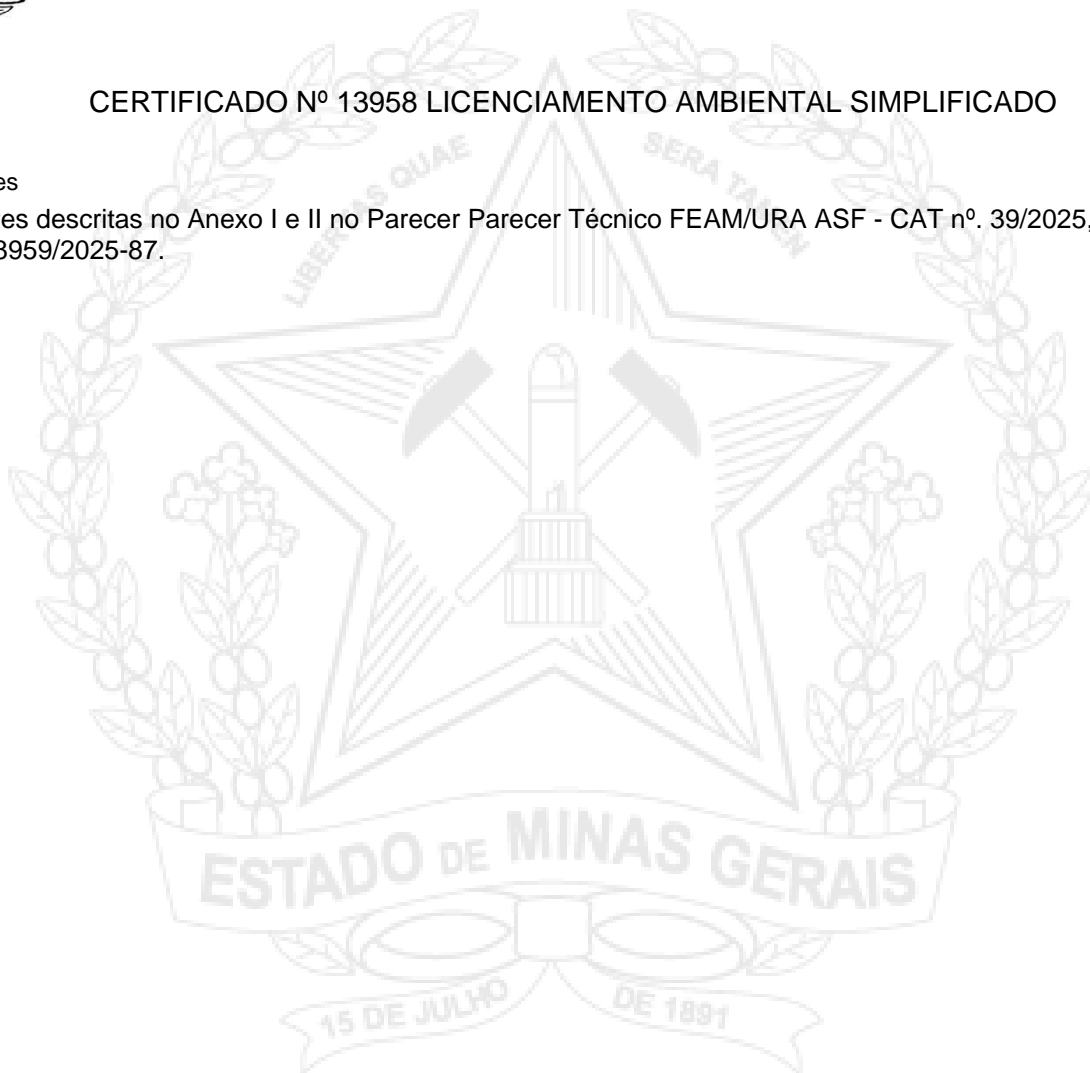 CERTIFICADO Nº 13958 LICENCIAMENTO AMBIENTAL SIMPLIFICADO
es
es descritas no Anexo I e II no Parecer Parecer Técnico FEAM/URA ASF - CAT nº. 39/2025,
3959/2025-87.
LIBERTAS QUAE SERA TAMEN
ESTADO DE MINAS GERAIS
15 DE JULHO DE 1891